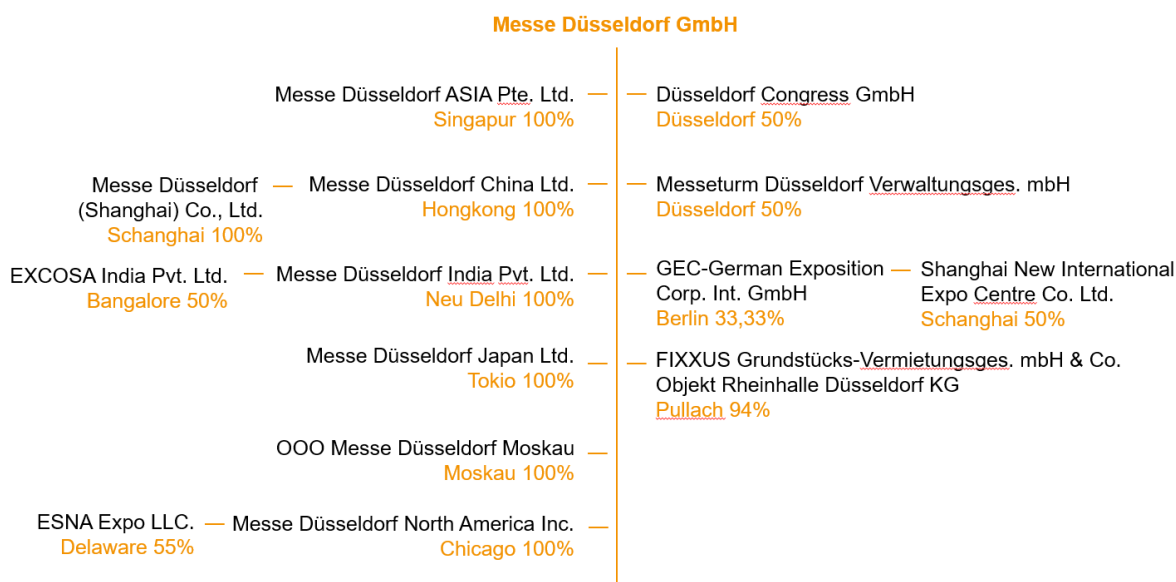 Messe Düsseldorf GmbH
Messe Düsseldorf ASIA Pte. Ltd.
Singapur 100%
Düsseldorf Congress GmbH
Düsseldorf 50%
Messe Düsseldorf
(Shanghai) Co., Ltd.
Schanghai 100%
Messe Düsseldorf China Ltd.
Hongkong 100%
Messeturm Düsseldorf Verwaltungsges. mbH
Düsseldorf 50%
EXCOSA India Pvt. Ltd.
Bangalore 50%
Messe Düsseldorf India Pvt. Ltd.
Neu Delhi 100%
GEC-German Exposition
Corp. Int. GmbH
Berlin 33,33%
Shanghai New International
Expo Centre Co. Ltd.
Schanghai 50%
Messe Düsseldorf Japan Ltd.
Tokio 100%
FIXXUS Grundstücks-Vermietungsges. mbH & Co.
Objekt Rheinhalle Düsseldorf KG
Pullach 94%
OOO Messe Düsseldorf Moskau
Moskau 100%
ESNA Expo LLC.
Delaware 55%
Messe Düsseldorf North America Inc.
Chicago 100%